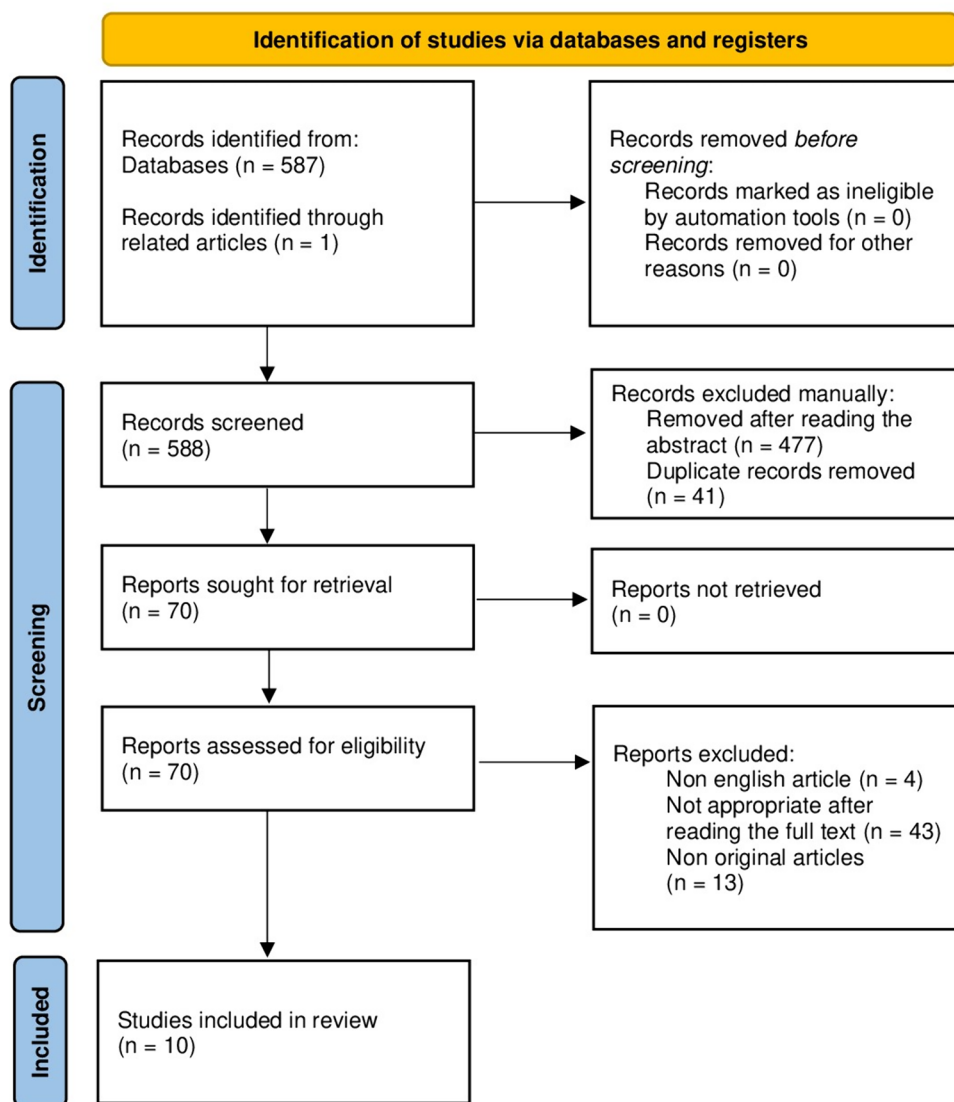 Identification of studies via databases and registers
Identification
Records identified from:
Databases (n = 587)
Records identified through
related articles (n = 1)
Records removed before
screening:
Records marked as ineligible
by automation tools (n = 0)
Records removed for other
reasons (n = 0)
Screening
Records screened
(n = 588)
Records excluded manually:
Removed after reading the
abstract (n = 477)
Duplicate records removed
(n = 41)
Reports sought for retrieval
(n = 70)
Reports not retrieved
(n = 0)
Reports assessed for eligibility
(n = 70)
Reports excluded:
Non english article (n = 4)
Not appropriate after
reading the full text (n = 43)
Non original articles
(n = 13)
Included
Studies included in review
(n = 10)